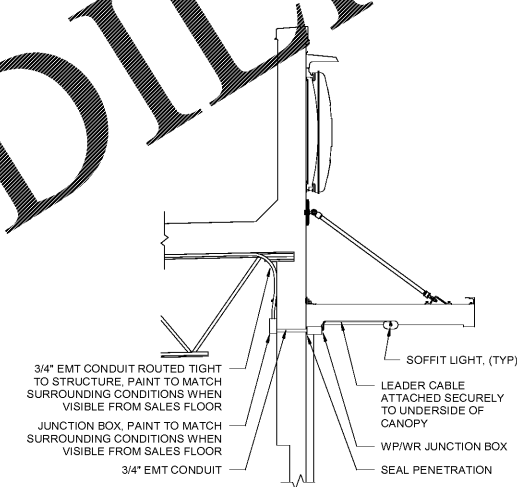 DILI
3/4" EMT CONDUIT ROUTED TIGHT
TO STRUCTURE, PAINT TO MATCH
SURROUNDING CONDITIONS WHEN
VISIBLE FROM SALES FLOOR
JUNCTION BOX, PAINT TO MATCH
SURROUNDING CONDITIONS WHEN
VISIBLE FROM SALES FLOOR
3/4" EMT CONDUIT
SOFFIT LIGHT, (TYP)
LEADER CABLE
ATTACHED SECURELY
TO UNDERSIDE OF
CANOPY
WP/WR JUNCTION BOX
SEAL PENETRATION